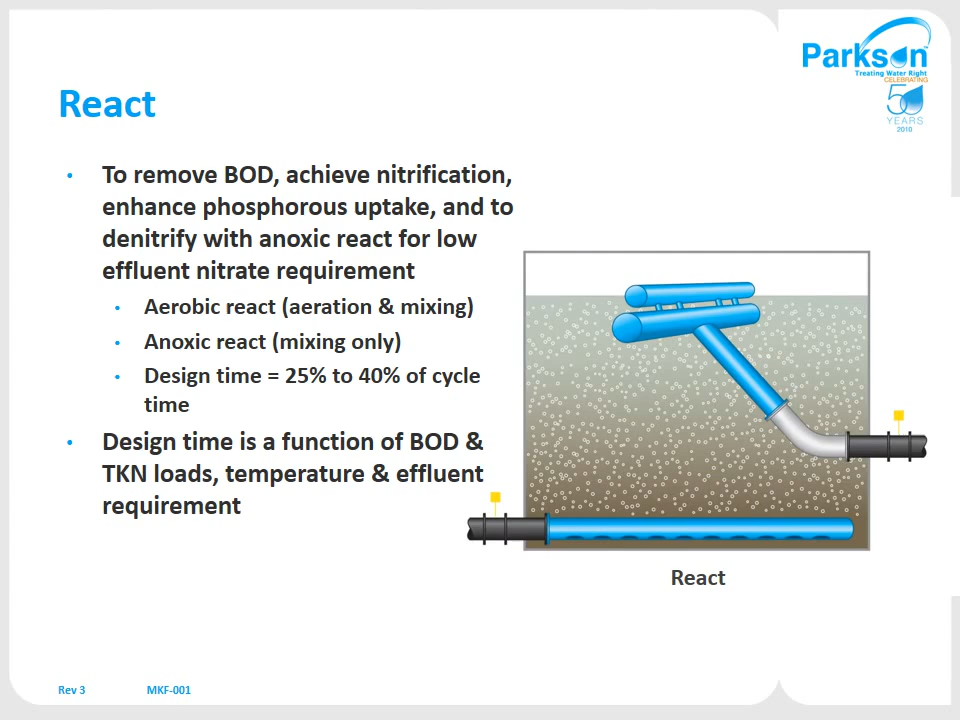 Parkson™
Treating Water Right
CELEBRATING
50
YEARS
2010
React
• To remove BOD, achieve nitrification,
enhance phosphorous uptake, and to
denitrify with anoxic react for low
effluent nitrate requirement
• Aerobic react (aeration & mixing)
• Anoxic react (mixing only)
• Design time = 25% to 40% of cycle
time
• Design time is a function of BOD &
TKN loads, temperature & effluent
requirement
React
Rev 3 MKF-001